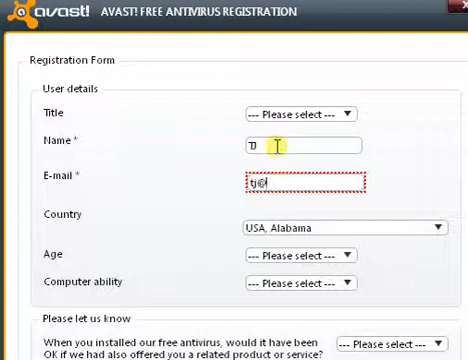 avast! AVAST! FREE ANTIVIRUS REGISTRATION
Registration Form
User details
Title --- Please select ---
Name * TJ
E-mail * tj@
Country
USA, Alabama
Age --- Please select ---
Computer ability --- Please select ---
Please let us know
When you installed our free antivirus, would it have been --- Please select ---
OK if we had also offered you a related product or service?